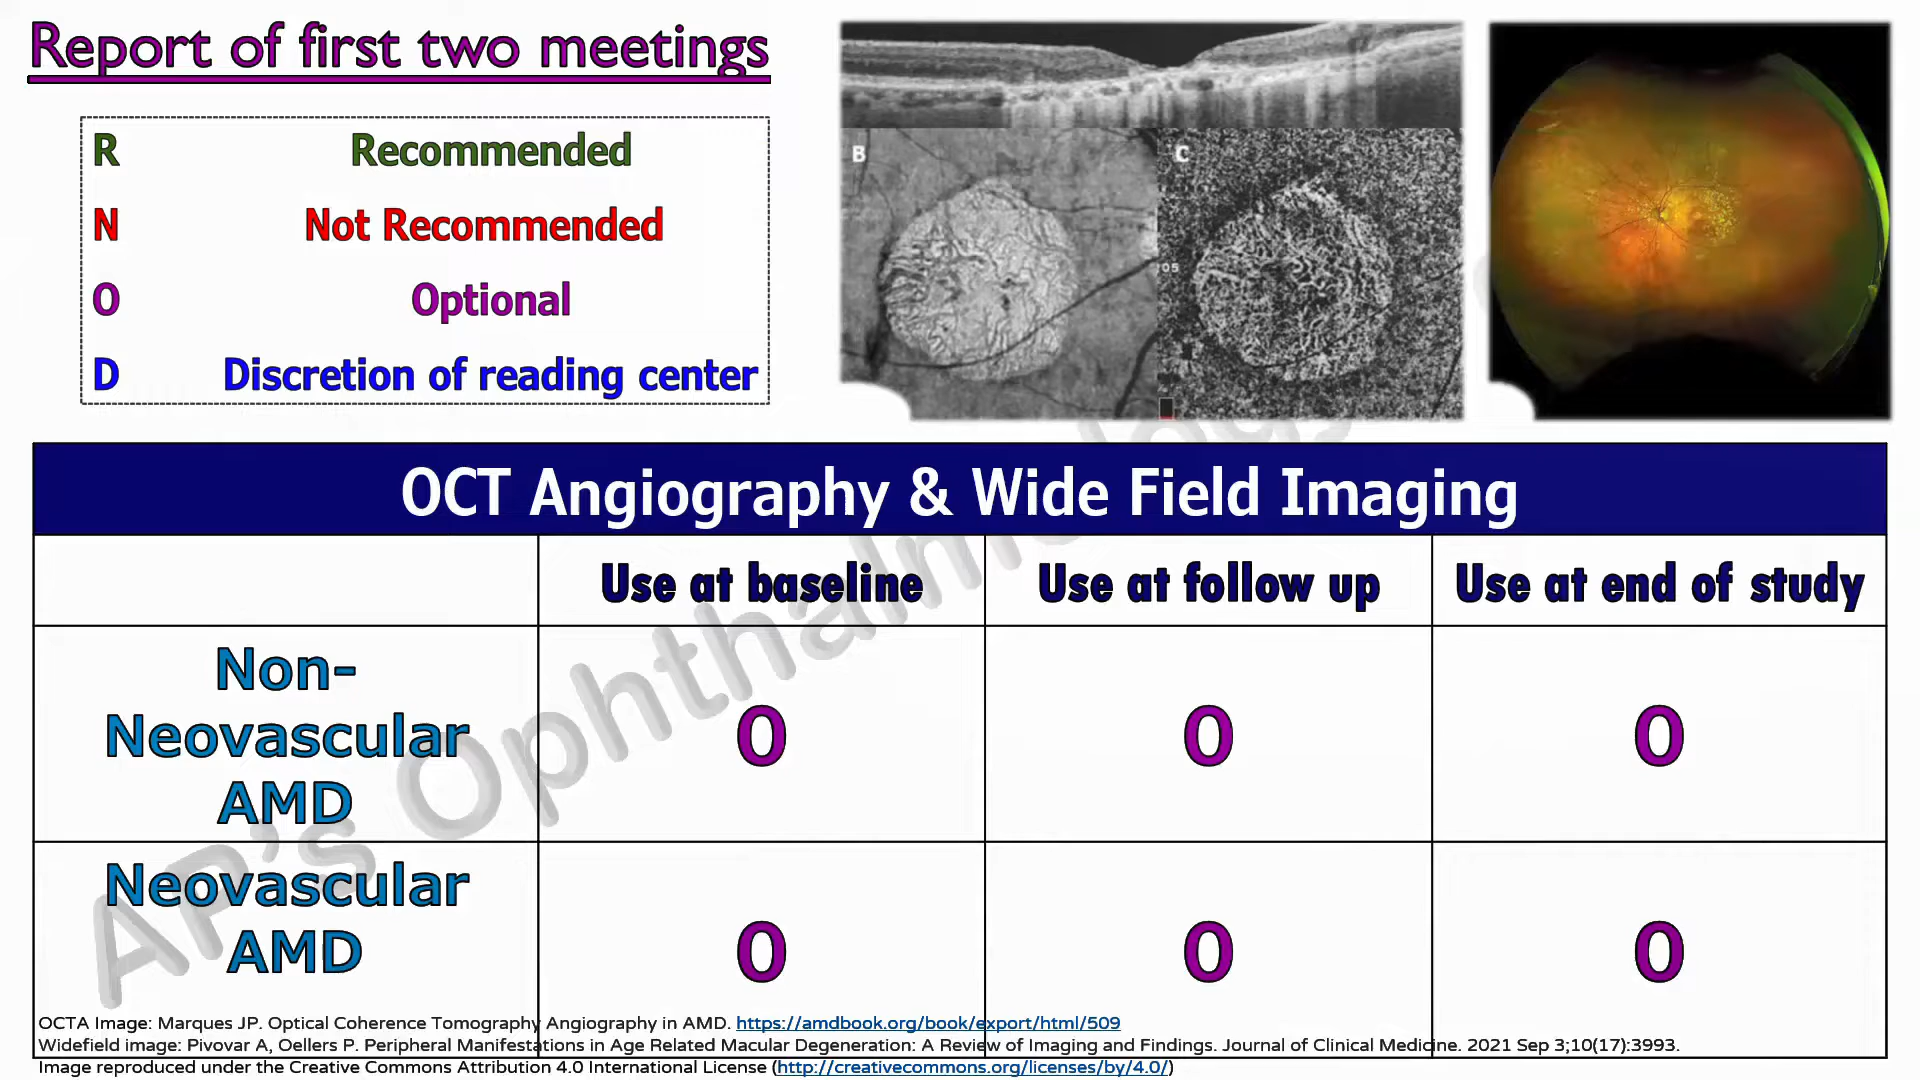 Report of first two meetings
R Recommended
N Not Recommended
O Optional
D Discretion of reading center
B
C
OCT Angiography & Wide Field Imaging
Use at baseline Use at follow up Use at end of study
Non-
Neovascular
AMD
O O O
Neovascular
AMD
O O O
AP's Ophthalmology
OCTA Image: Marques JP. Optical Coherence Tomography Angiography in AMD. https://amdbook.org/book/export/html/509
Widefield image: Pivovar A, Oellers P. Peripheral Manifestations in Age Related Macular Degeneration: A Review of Imaging and Findings. Journal of Clinical Medicine. 2021 Sep 3;10(17):3993.
Image reproduced under the Creative Commons Attribution 4.0 International License (http://creativecommons.org/licenses/by/4.0/)